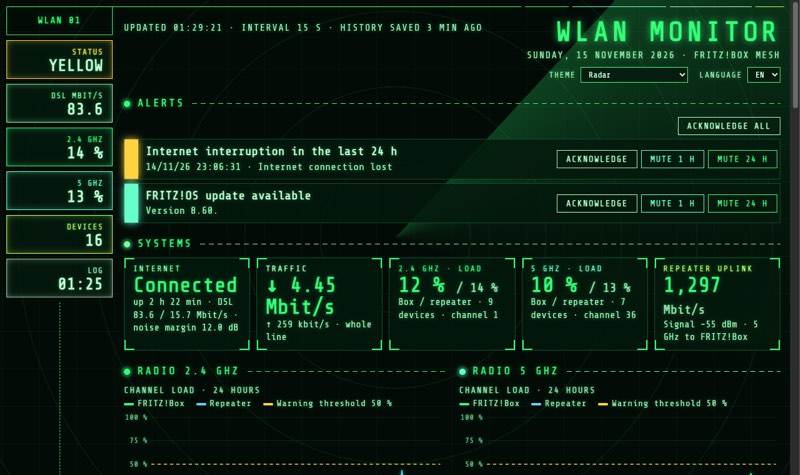 WLAN 01
STATUS
YELLOW
DSL MBIT/S
83.6
2.4 GHZ
14 %
5 GHZ
13 %
DEVICES
16
LOG
01:25
UPDATED 01:29:21 · INTERVAL 15 S · HISTORY SAVED 3 MIN AGO
WLAN MONITOR
SUNDAY, 15 NOVEMBER 2026 · FRITZ!BOX MESH
THEME Radar LANGUAGE EN
ALERTS
ACKNOWLEDGE ALL
Internet interruption in the last 24 h
14/11/26 23:06:31 · Internet connection lost
ACKNOWLEDGE MUTE 1 H MUTE 24 H
FRITZ!OS update available
Version 8.60.
ACKNOWLEDGE MUTE 1 H MUTE 24 H
SYSTEMS
INTERNET
Connected
up 2 h 22 min · DSL
83.6 / 15.7 Mbit/s ·
noise margin 12.0 dB
TRAFFIC
↓ 4.45
Mbit/s
↑ 259 kbit/s · whole
line
2.4 GHZ · LOAD
12 % / 14 %
Box / repeater · 9
devices · channel 1
5 GHZ · LOAD
10 % / 13 %
Box / repeater · 7
devices · channel 36
REPEATER UPLINK
1,297
Mbit/s
Signal -55 dBm · 5
GHz to FRITZ!Box
RADIO 2.4 GHZ
CHANNEL LOAD · 24 HOURS
FRITZ!Box Repeater Warning threshold 50 %
100 %
75 %
50 %
RADIO 5 GHZ
CHANNEL LOAD · 24 HOURS
FRITZ!Box Repeater Warning threshold 50 %
100 %
75 %
50 %